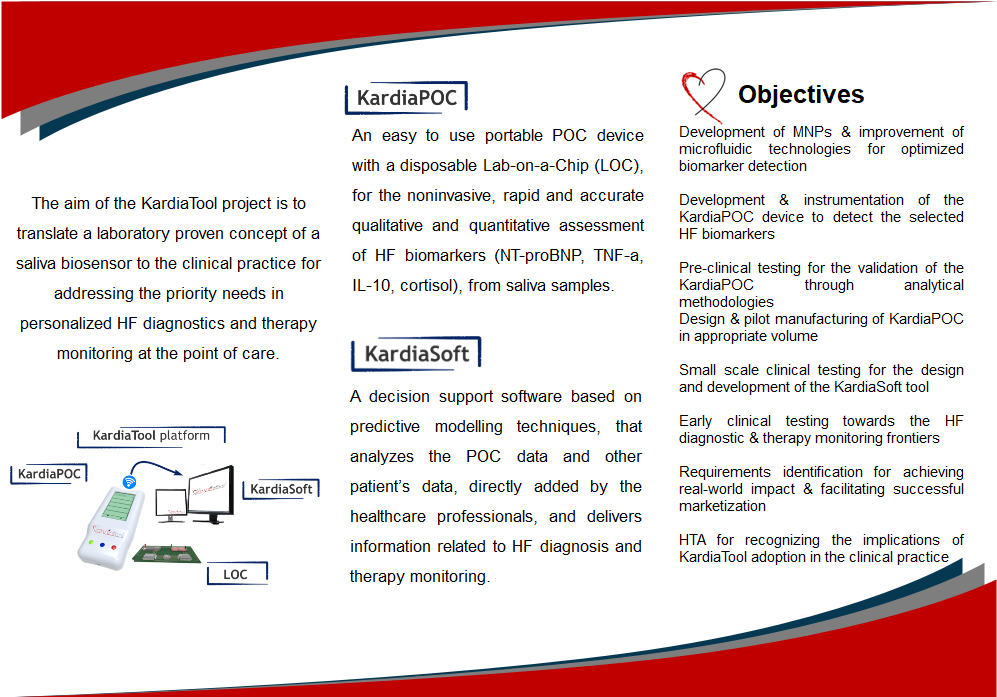 The aim of the KardiaTool project is to
translate a laboratory proven concept of a
saliva biosensor to the clinical practice for
addressing the priority needs in
personalized HF diagnostics and therapy
monitoring at the point of care.
KardiaTool platform
KardiaPOC
KardiaSoft
LOC
KardiaPOC
An easy to use portable POC device
with a disposable Lab-on-a-Chip (LOC),
for the noninvasive, rapid and accurate
qualitative and quantitative assessment
of HF biomarkers (NT-proBNP, TNF-a,
IL-10, cortisol), from saliva samples.
KardiaSoft
A decision support software based on
predictive modelling techniques, that
analyzes the POC data and other
patient's data, directly added by the
healthcare professionals, and delivers
information related to HF diagnosis and
therapy monitoring.
Objectives
Development of MNPs & improvement of
microfluidic technologies for optimized
biomarker detection
Development & instrumentation of the
KardiaPOC device to detect the selected
HF biomarkers
Pre-clinical testing for the validation of the
KardiaPOC through analytical
methodologies
Design & pilot manufacturing of KardiaPOC
in appropriate volume
Small scale clinical testing for the design
and development of the KardiaSoft tool
Early clinical testing towards the HF
diagnostic & therapy monitoring frontiers
Requirements identification for achieving
real-world impact & facilitating successful
marketization
HTA for recognizing the implications of
KardiaTool adoption in the clinical practice